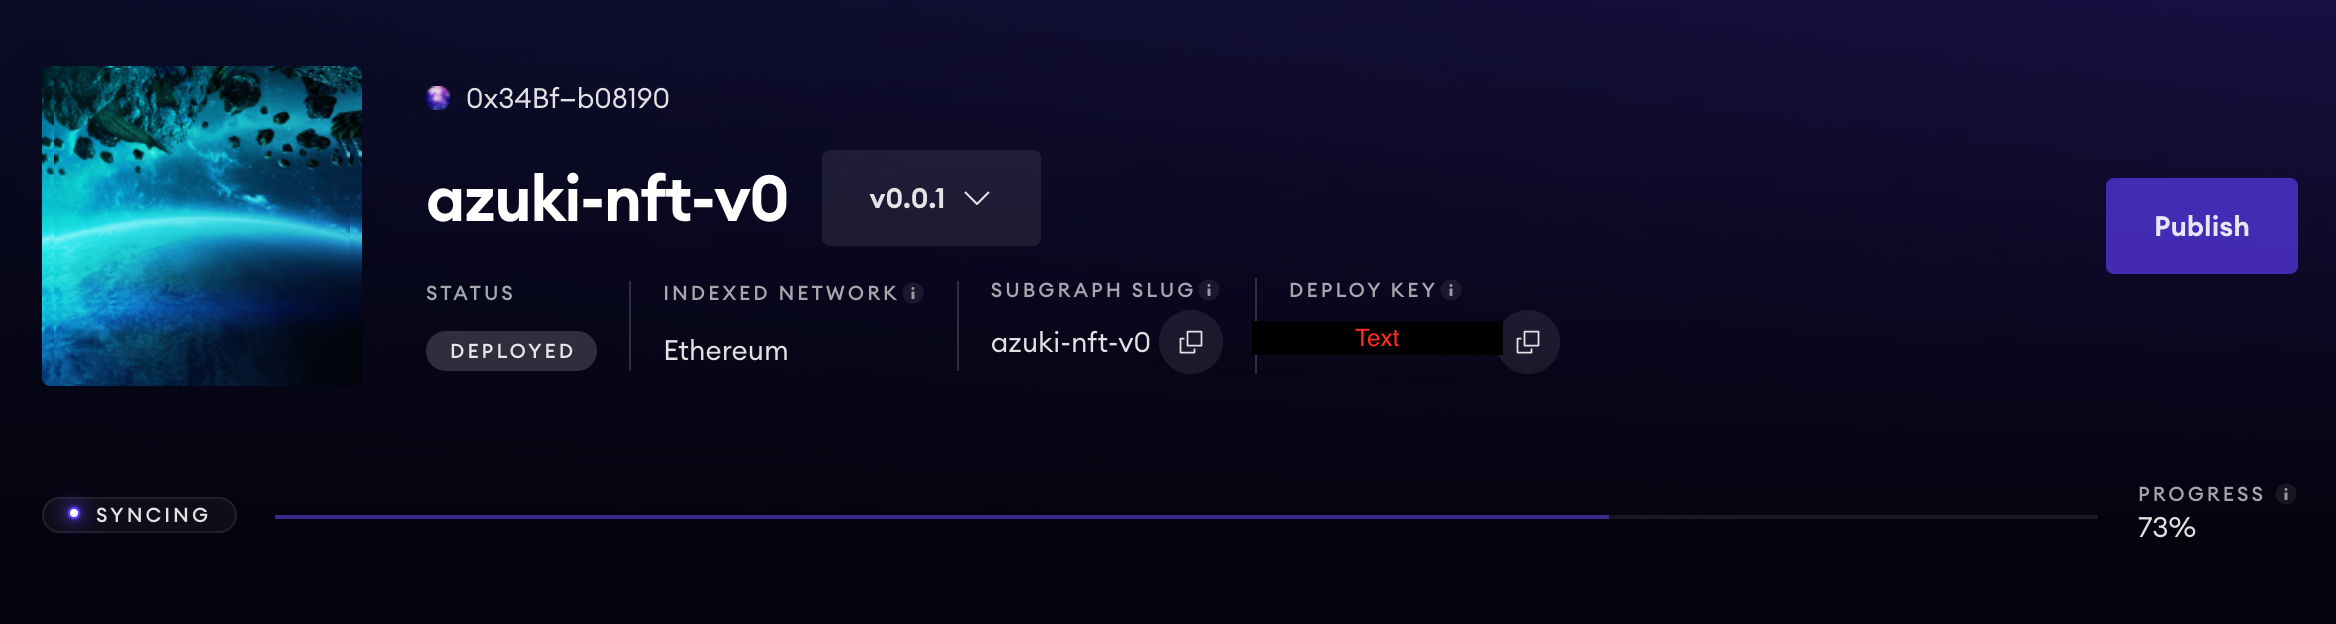 0x34Bf–b08190
azuki-nft-v0
v0.0.1
Publish
STATUS
INDEXED NETWORK
SUBGRAPH SLUG
DEPLOY KEY
DEPLOYED
Ethereum
azuki-nft-v0
Text
SYNCING
PROGRESS
73%